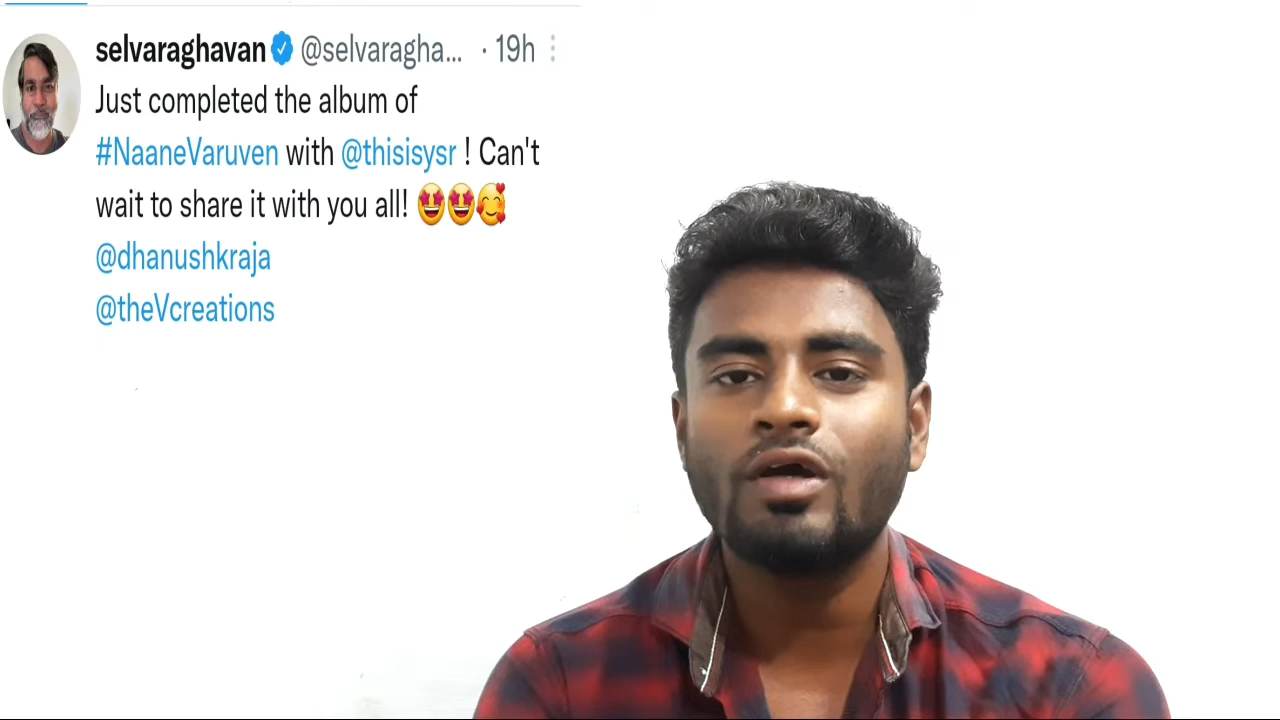 selvaraghavan @selvaragha... · 19h
Just completed the album of
#NaaneVaruven with @thisisysr ! Can't
wait to share it with you all! 🤩🤩🥰
@dhanushkraja
@theVcreations